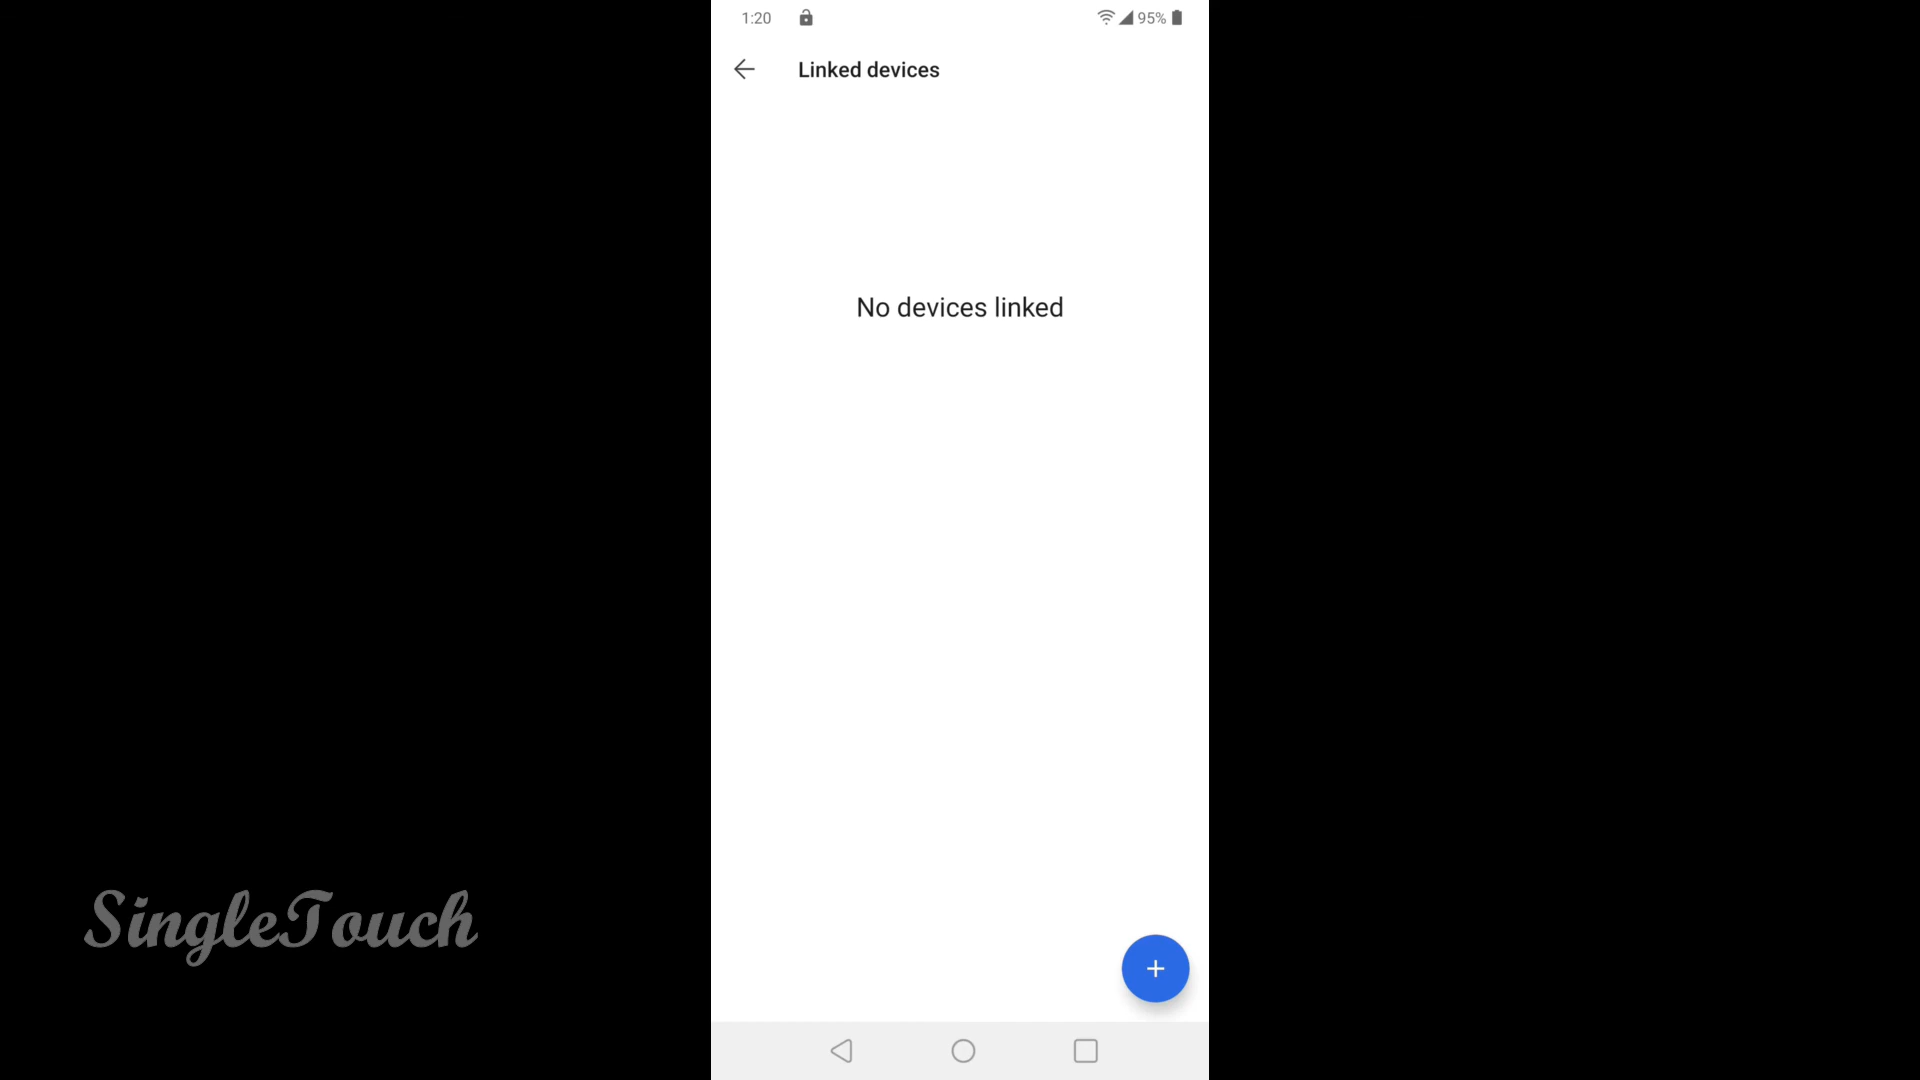 1:20
95%
Linked devices
No devices linked
SingleTouch